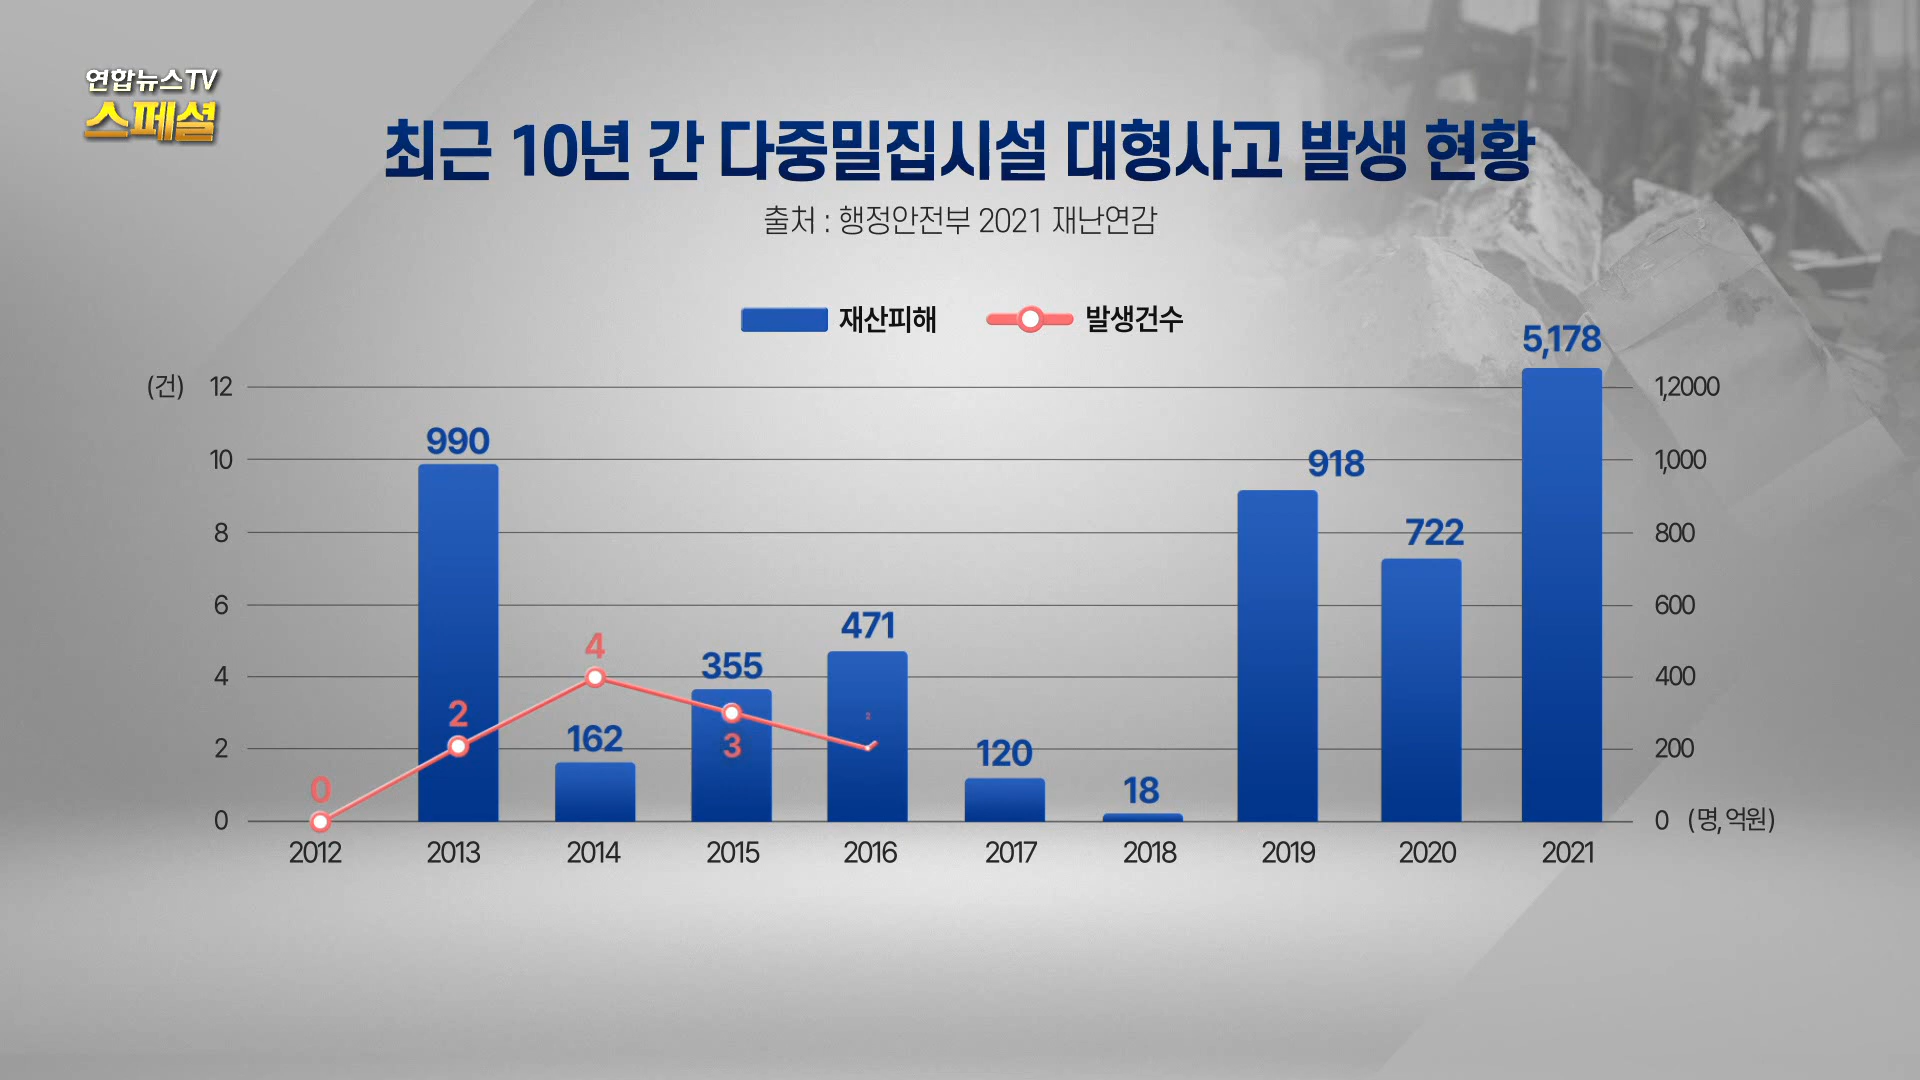 연합뉴스TV
스페셜
최근 10년 간 다중밀집시설 대형사고 발생 현황
출처 : 행정안전부 2021 재난연감
재산피해 발생건수
5,178
(건) 12 1,2000
990
10 918 1,000
8 722 800
6 600
471
4
355
4 400
2
162
3
2 120 200
0
18
0 0 (명, 억원)
2012 2013 2014 2015 2016 2017 2018 2019 2020 2021